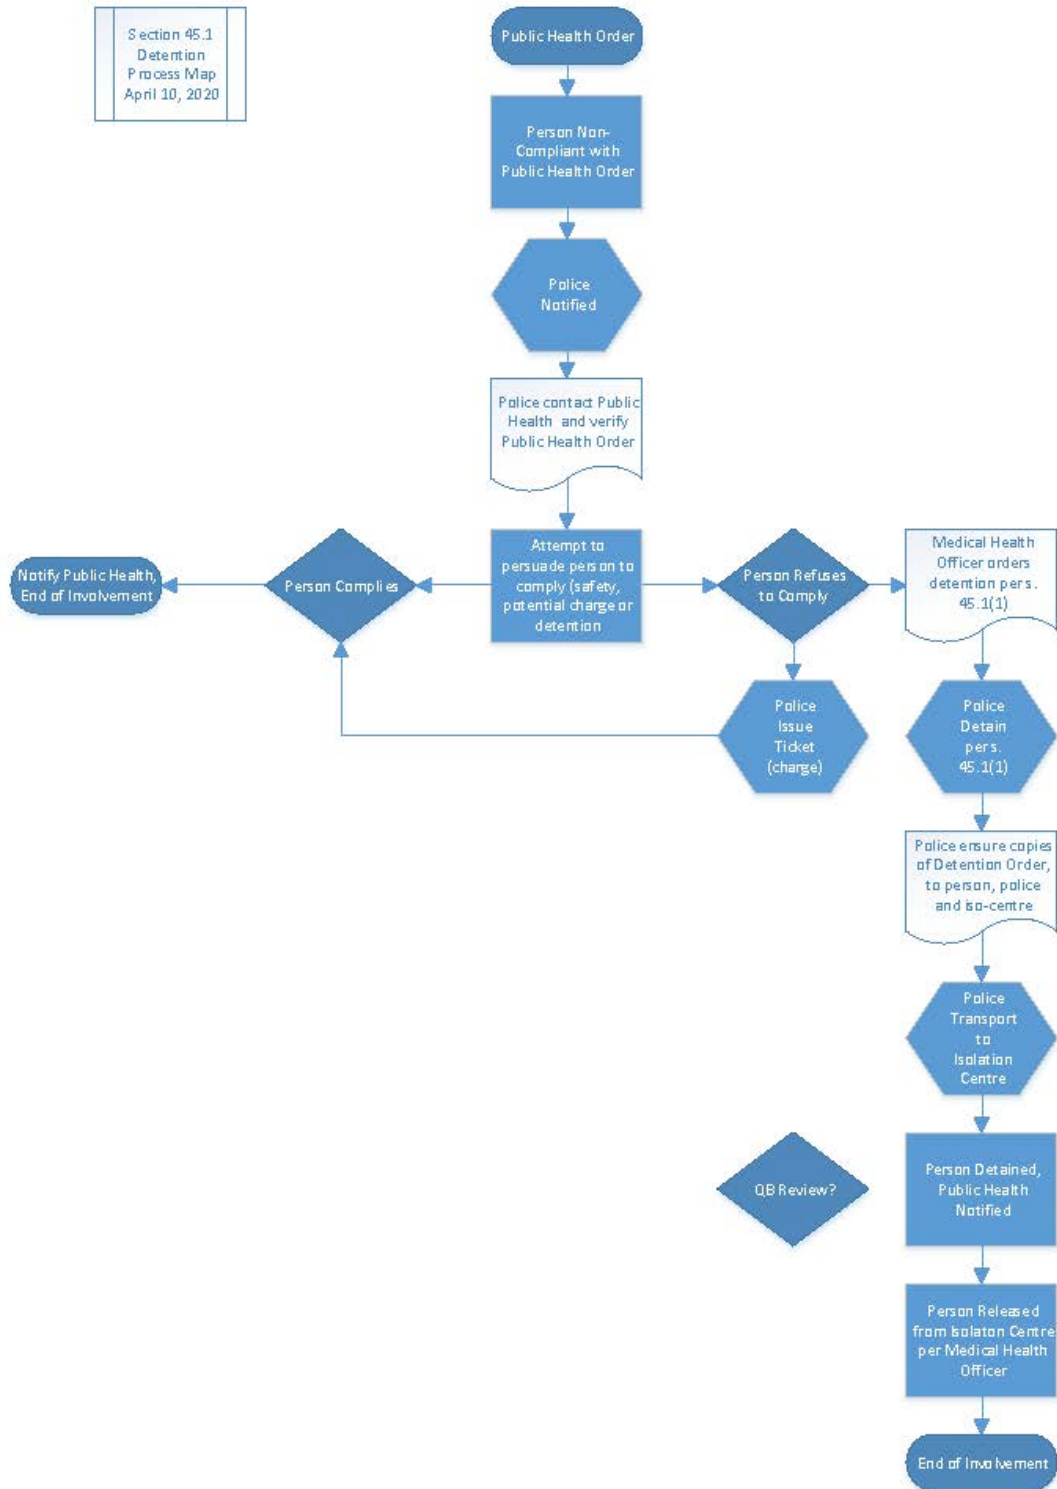 Section 45.1
Detention
Process Map
April 10, 2020
Public Health Order
Person Non-
Compliant with
Public Health Order
Police
Notified
Police contact Public
Health and verify
Public Health Order
Notify Public Health,
End of Involvement
Person Complies
Attempt to
persuade person to
comply (safety,
potential charge or
detention
Person Refuses
to Comply
Medical Health
Officer orders
detention per s.
45.1(1)
Police
Issue
Ticket
(charge)
Police
Detain
per s.
45.1(1)
Police ensure copies
of Detention Order,
to person, police
and iso-centre
Police
Transport
to
Isolation
Centre
QB Review?
Person Detained,
Public Health
Notified
Person Released
from Isolaton Centre
per Medical Health
Officer
End of Involvement